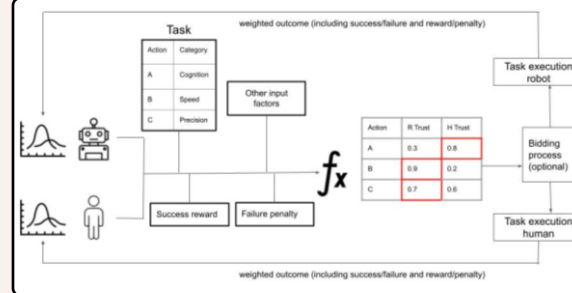 weighted outcome (including success/failure and reward/penalty)
Task
Action Category
A Cognition
B Speed
C Precision
Other input
factors
Success reward
Failure penalty
fx
Action R Trust H Trust
A 0.3 0.8
B 0.9 0.2
C 0.7 0.6
Task execution
robot
Bidding
process
(optional)
Task execution
human
weighted outcome (including success/failure and reward/penalty)